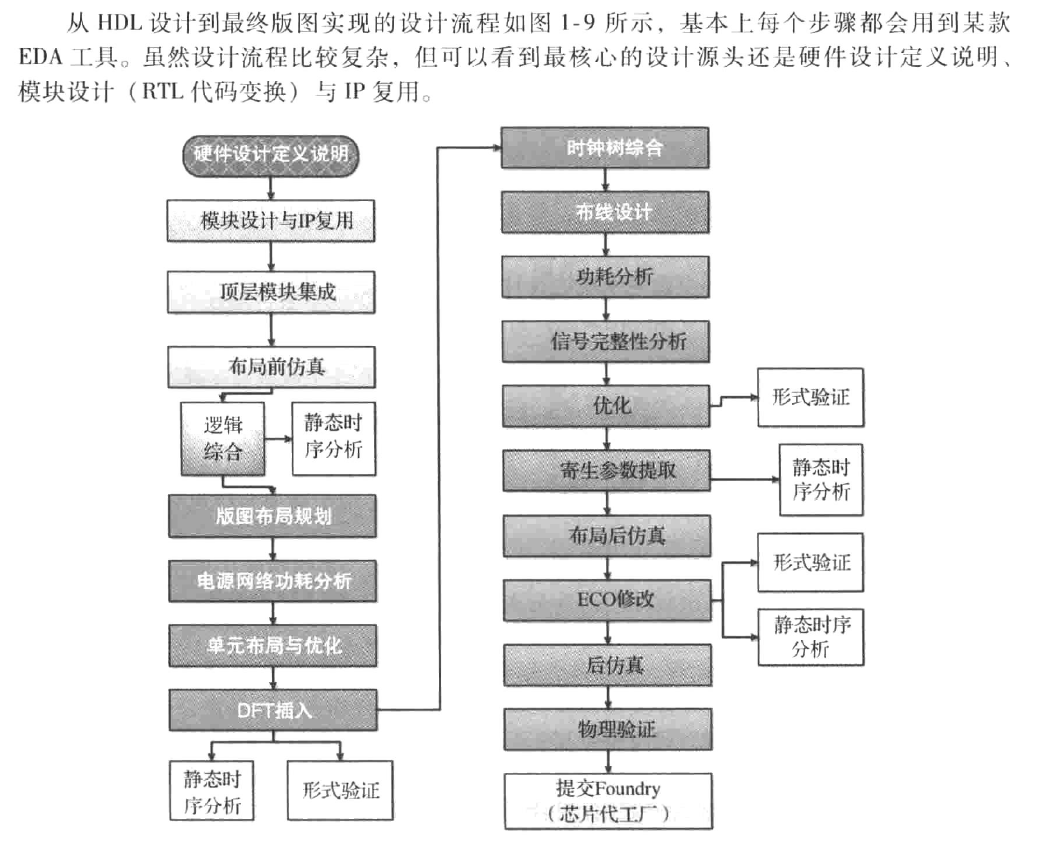 从 HDL 设计到最终版图实现的设计流程如图 1-9 所示，基本上每个步骤都会用到某款
EDA 工具。虽然设计流程比较复杂，但可以看到最核心的设计源头还是硬件设计定义说明、
模块设计（RTL 代码变换）与 IP 复用。
硬件设计定义说明
模块设计与IP复用
顶层模块集成
布局前仿真
逻辑
综合
静态时
序分析
版图布局规划
电源网络功耗分析
单元布局与优化
DFT插入
静态时
序分析
形式验证
时钟树综合
布线设计
功耗分析
信号完整性分析
优化
形式验证
寄生参数提取
静态时
序分析
布局后仿真
ECO修改
形式验证
静态时序
分析
后仿真
物理验证
提交Foundry
（芯片代工厂）